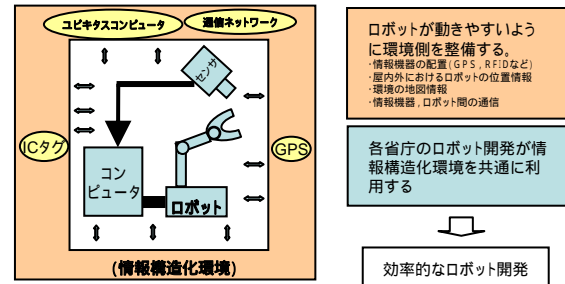 ユビキタスコンピュータ
通信ネットワーク
センサ
ICタグ
GPS
コン
ピュータ
ロボット
(情報構造化環境)
ロボットが動きやすいよう
に環境側を整備する。
・情報機器の配置(GPS,RFIDなど)
・屋内外におけるロボットの位置情報
・環境の地図情報
・情報機器,ロボット間の通信
各省庁のロボット開発が情
報構造化環境を共通に利
用する
効率的なロボット開発